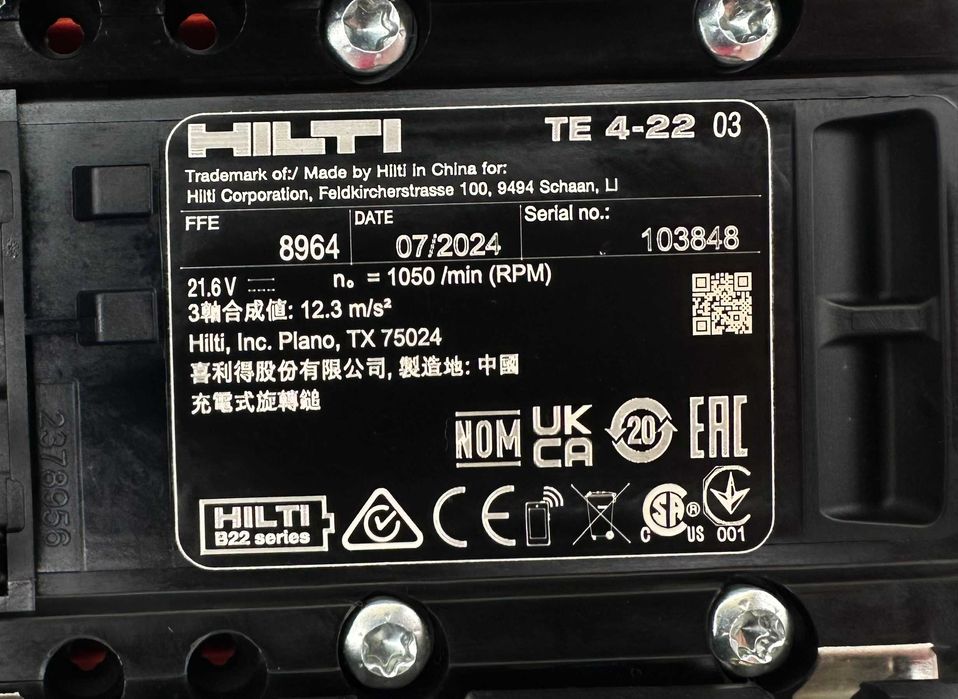 HILTI TE 4-22 03
Trademark of:/ Made by Hilti in China for:
Hilti Corporation, Feldkircherstrasse 100, 9494 Schaan, LI
FFE DATE Serial no.:
8964 07/2024 103848
21.6 V n₀ = 1050 /min (RPM)
3軸合成値: 12.3 m/s²
Hilti, Inc. Plano, TX 75024
喜利得股份有限公司, 製造地: 中國
充電式旋轉鎚
NOM UK CA 20 EAC
HILTI B22 series CE SA ® C US 001
2378956